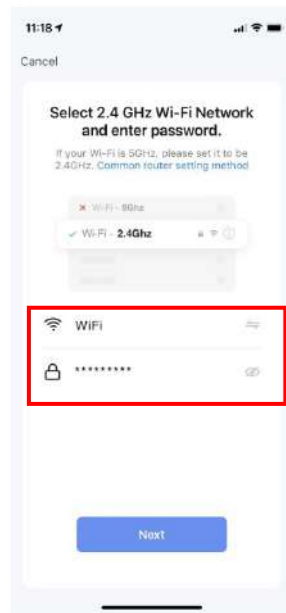 11:18
Cancel
Select 2.4 GHz Wi-Fi Network
and enter password.
If your Wi-Fi is 5GHz, please set it to be
2.4GHz. Common router setting method
Wi-Fi - 5Ghz
Wi-Fi - 2.4Ghz
WiFi
*********
Next